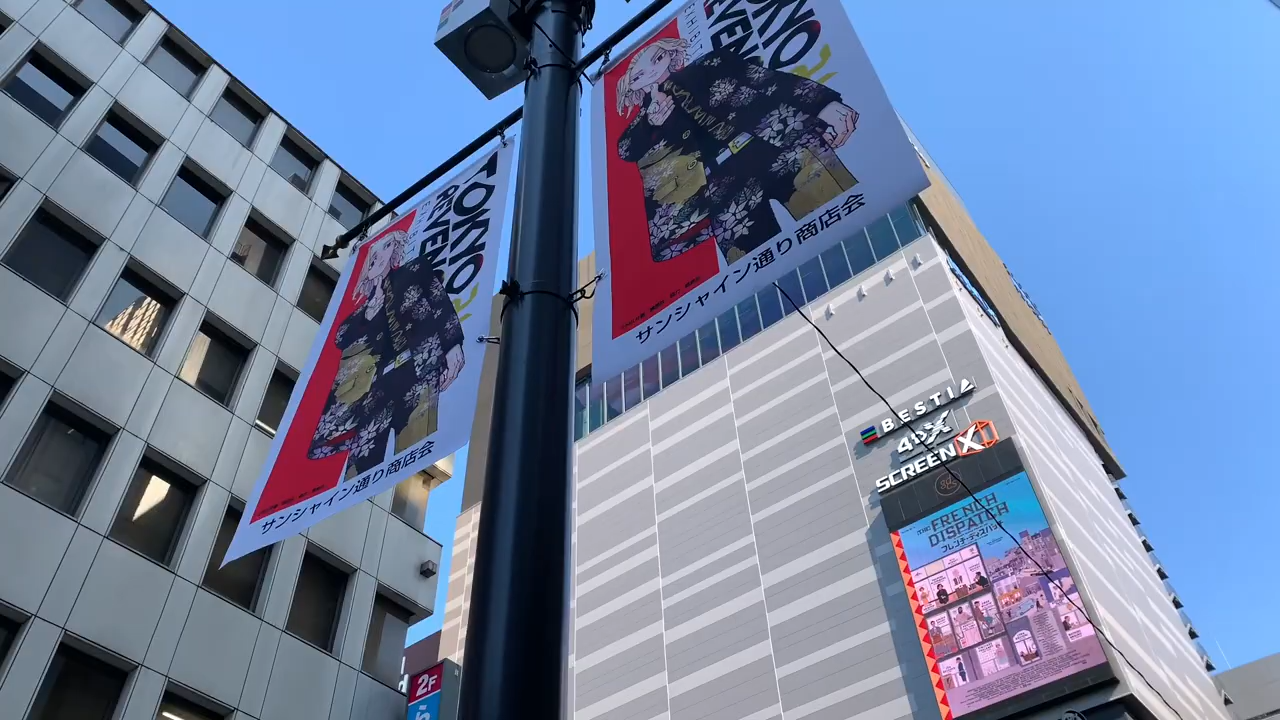 TOKYO
REVENG
サンシャイン通り商店会
TOKYO
REVEN
サンシャイン通り商店会
BESTIA
4DX
SCREENX
THE FRENCH
DISPATCH
フレンチ・ディスパッチ
2F